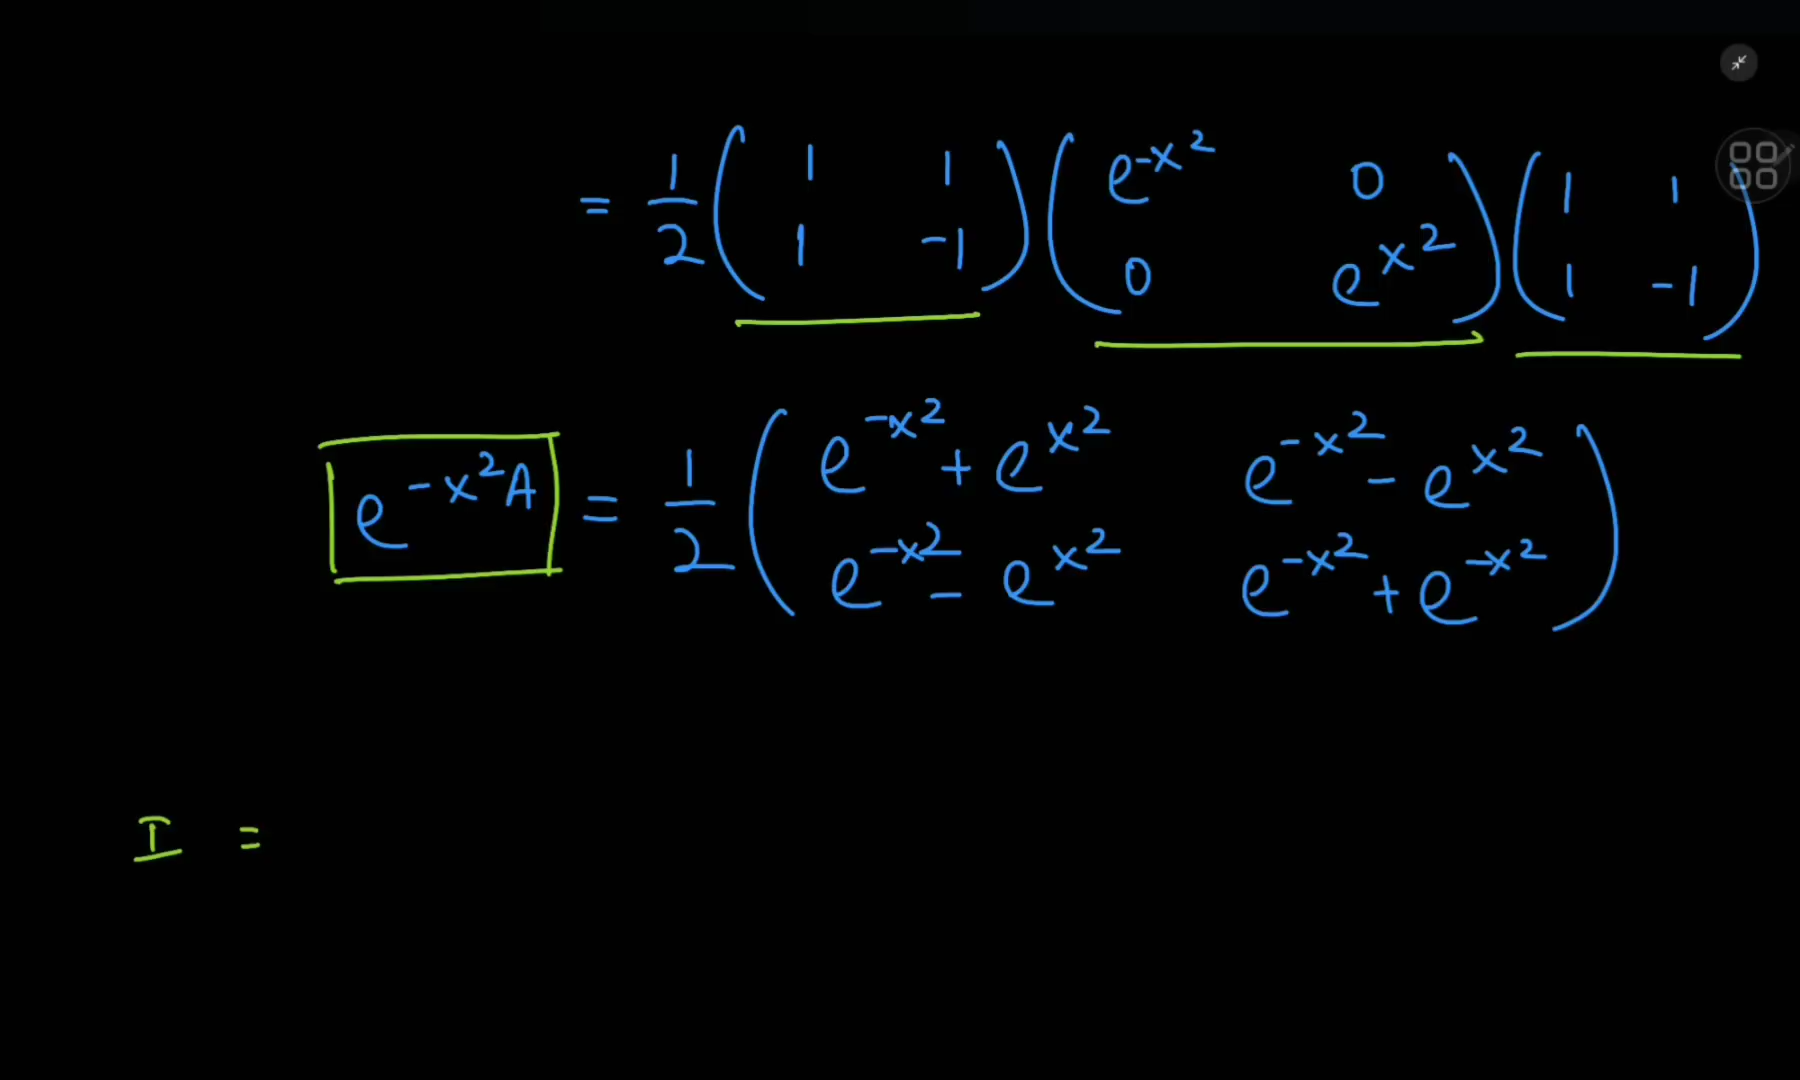 = 1/2 ( 1 1 ; 1 -1 ) ( e^{-x^2} 0 ; 0 e^{x^2} ) ( 1 1 ; 1 -1 )
e^{-x^2 A} = 1/2 ( e^{-x^2} + e^{x^2} e^{-x^2} - e^{x^2} ; e^{-x^2} - e^{x^2} e^{-x^2} + e^{-x^2} )
I =